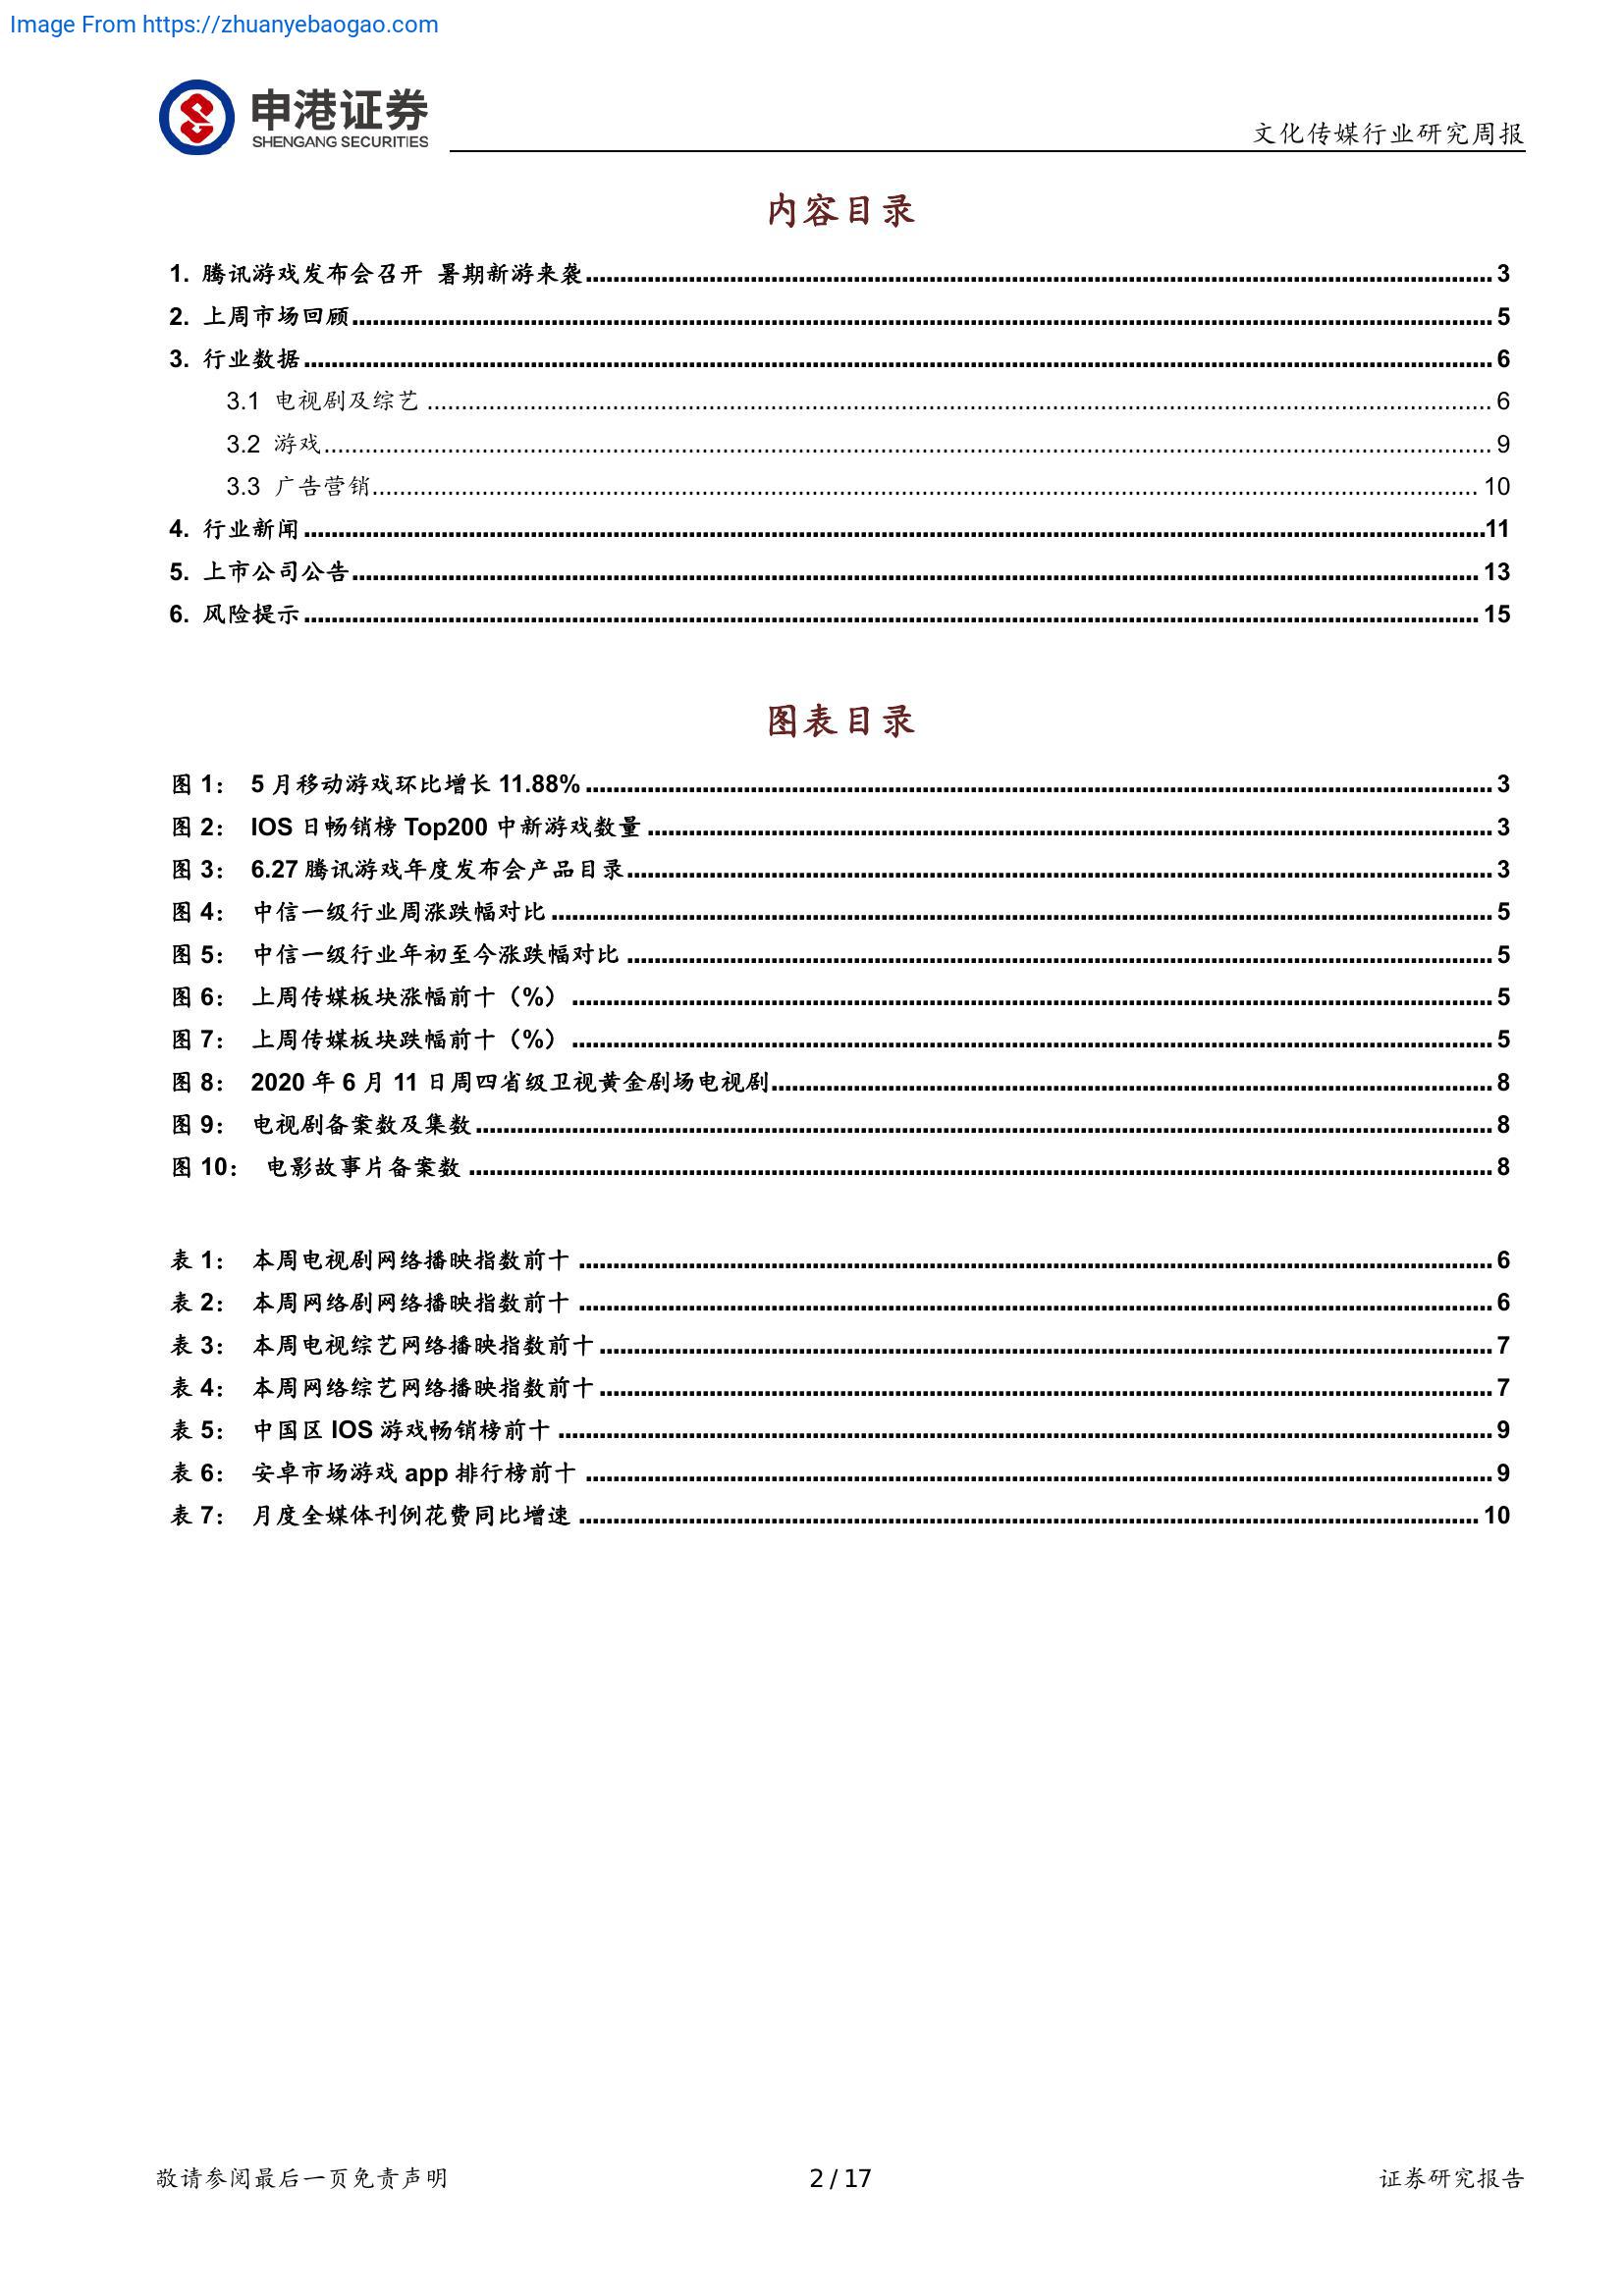 Image From https://zhuanyebaogao.com
申港证券
SHENGANG SECURITIES
文化传媒行业研究周报
内容目录
1. 腾讯游戏发布会召开 暑期新游来袭 3
2. 上周市场回顾 5
3. 行业数据 6
3.1 电视剧及综艺 6
3.2 游戏 9
3.3 广告营销 10
4. 行业新闻 11
5. 上市公司公告 13
6. 风险提示 15
图表目录
图 1： 5 月移动游戏环比增长 11.88% 3
图 2： IOS 日畅销榜 Top200 中新游戏数量 3
图 3： 6.27 腾讯游戏年度发布会产品目录 3
图 4： 中信一级行业周涨跌幅对比 5
图 5： 中信一级行业年初至今涨跌幅对比 5
图 6： 上周传媒板块涨幅前十（%） 5
图 7： 上周传媒板块跌幅前十（%） 5
图 8： 2020 年 6 月 11 日周四省级卫视黄金剧场电视剧 8
图 9： 电视剧备案数及集数 8
图 10： 电影故事片备案数 8
表 1： 本周电视剧网络播映指数前十 6
表 2： 本周网络剧网络播映指数前十 6
表 3： 本周电视综艺网络播映指数前十 7
表 4： 本周网络综艺网络播映指数前十 7
表 5： 中国区 IOS 游戏畅销榜前十 9
表 6： 安卓市场游戏 app 排行榜前十 9
表 7： 月度全媒体刊例花费同比增速 10
敬请参阅最后一页免责声明
2 / 17
证券研究报告